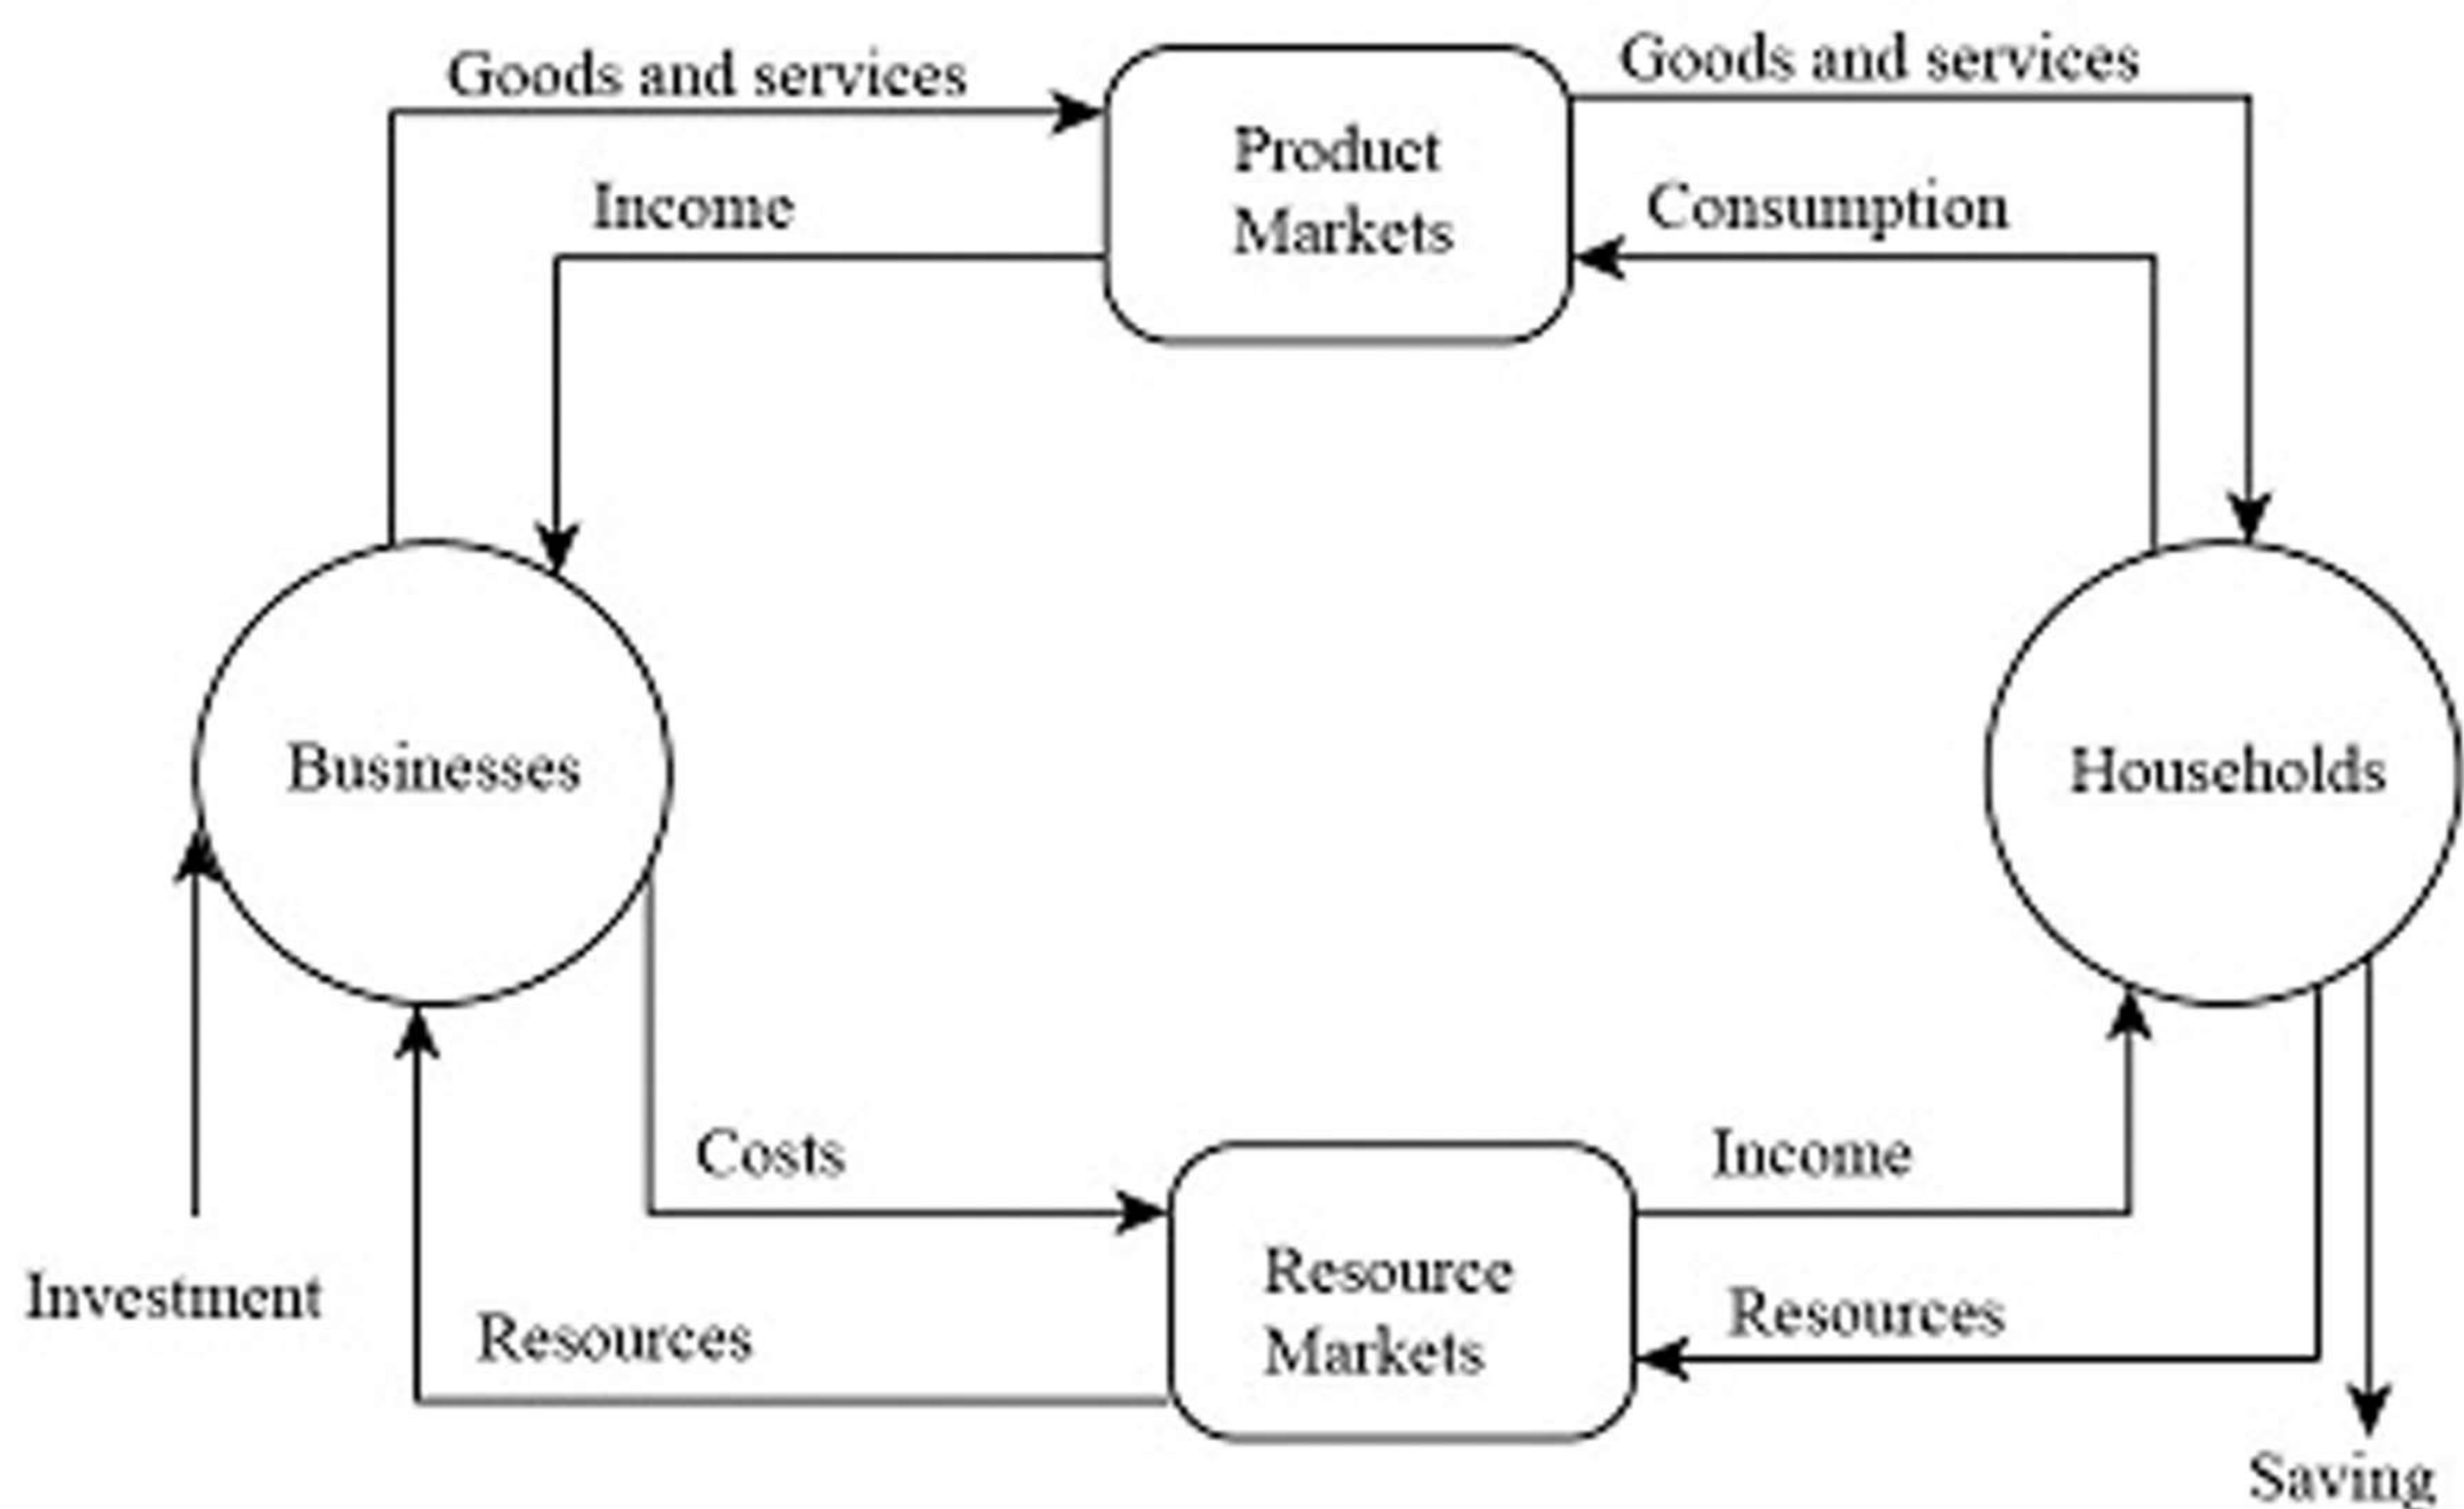 Goods and services
Goods and services
Product
Markets
Income
Consumption
Businesses
Households
Costs
Income
Resource
Markets
Investment
Resources
Resources
Saving